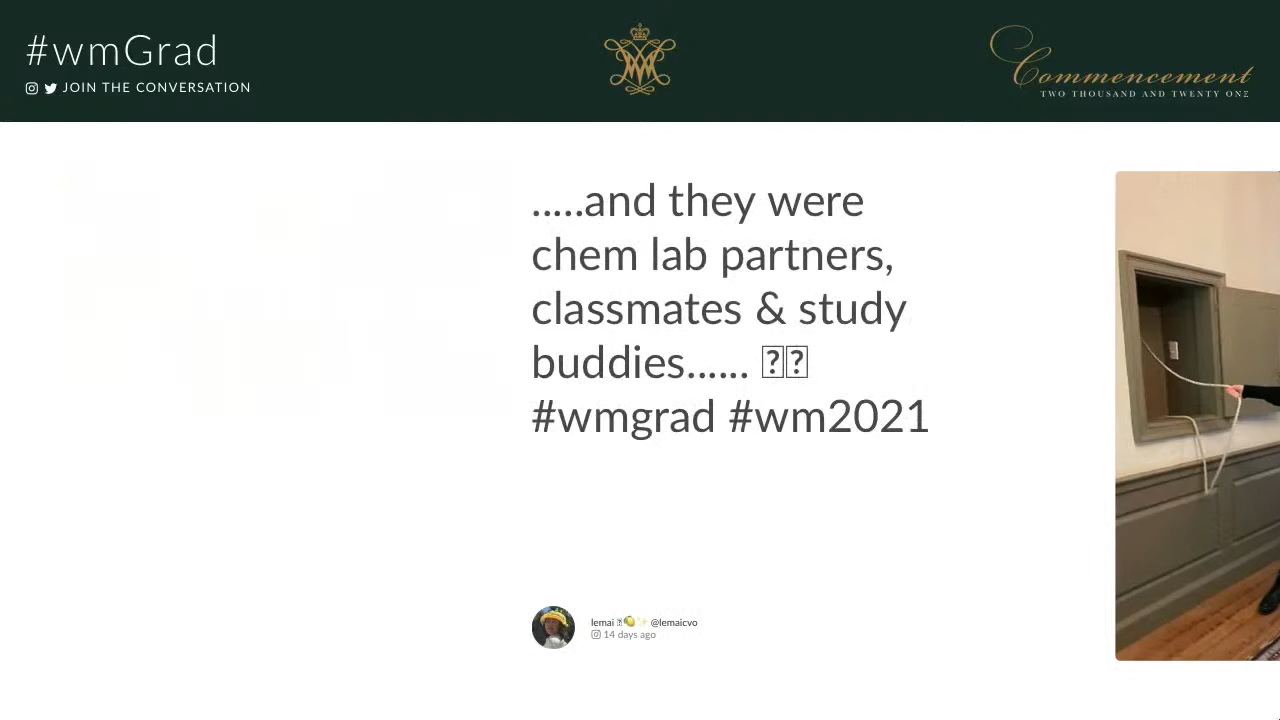 #wmGrad
JOIN THE CONVERSATION
Commencement
TWO THOUSAND AND TWENTY ONE
.....and they were
chem lab partners,
classmates & study
buddies......
#wmgrad #wm2021
lemai @lemaicvo
14 days ago